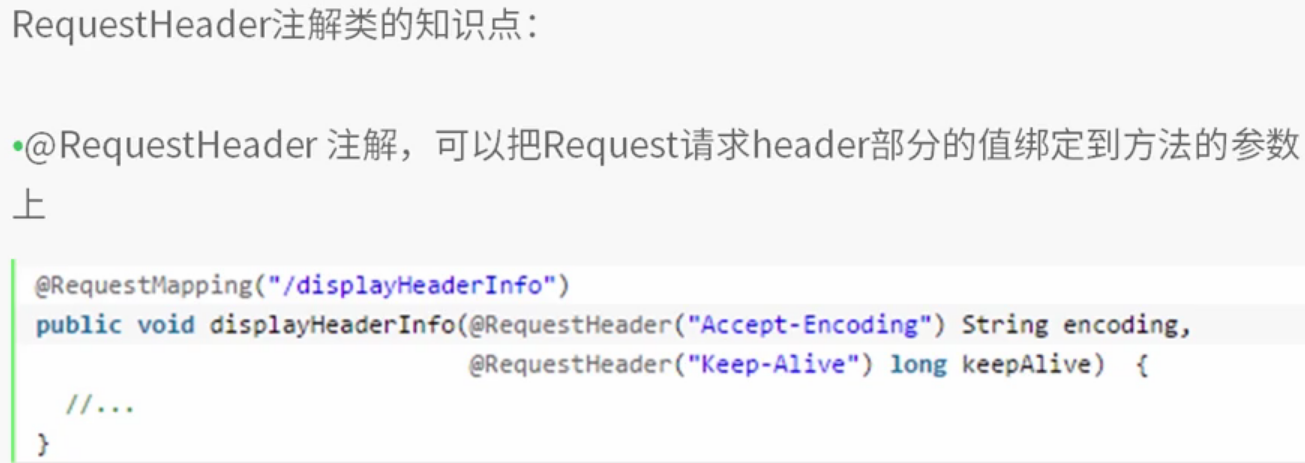 RequestHeader注解类的知识点：
•@RequestHeader 注解，可以把Request请求header部分的值绑定到方法的参数
上
@RequestMapping("/displayHeaderInfo")
public void displayHeaderInfo(@RequestHeader("Accept-Encoding") String encoding,
@RequestHeader("Keep-Alive") long keepAlive) {
//...
}